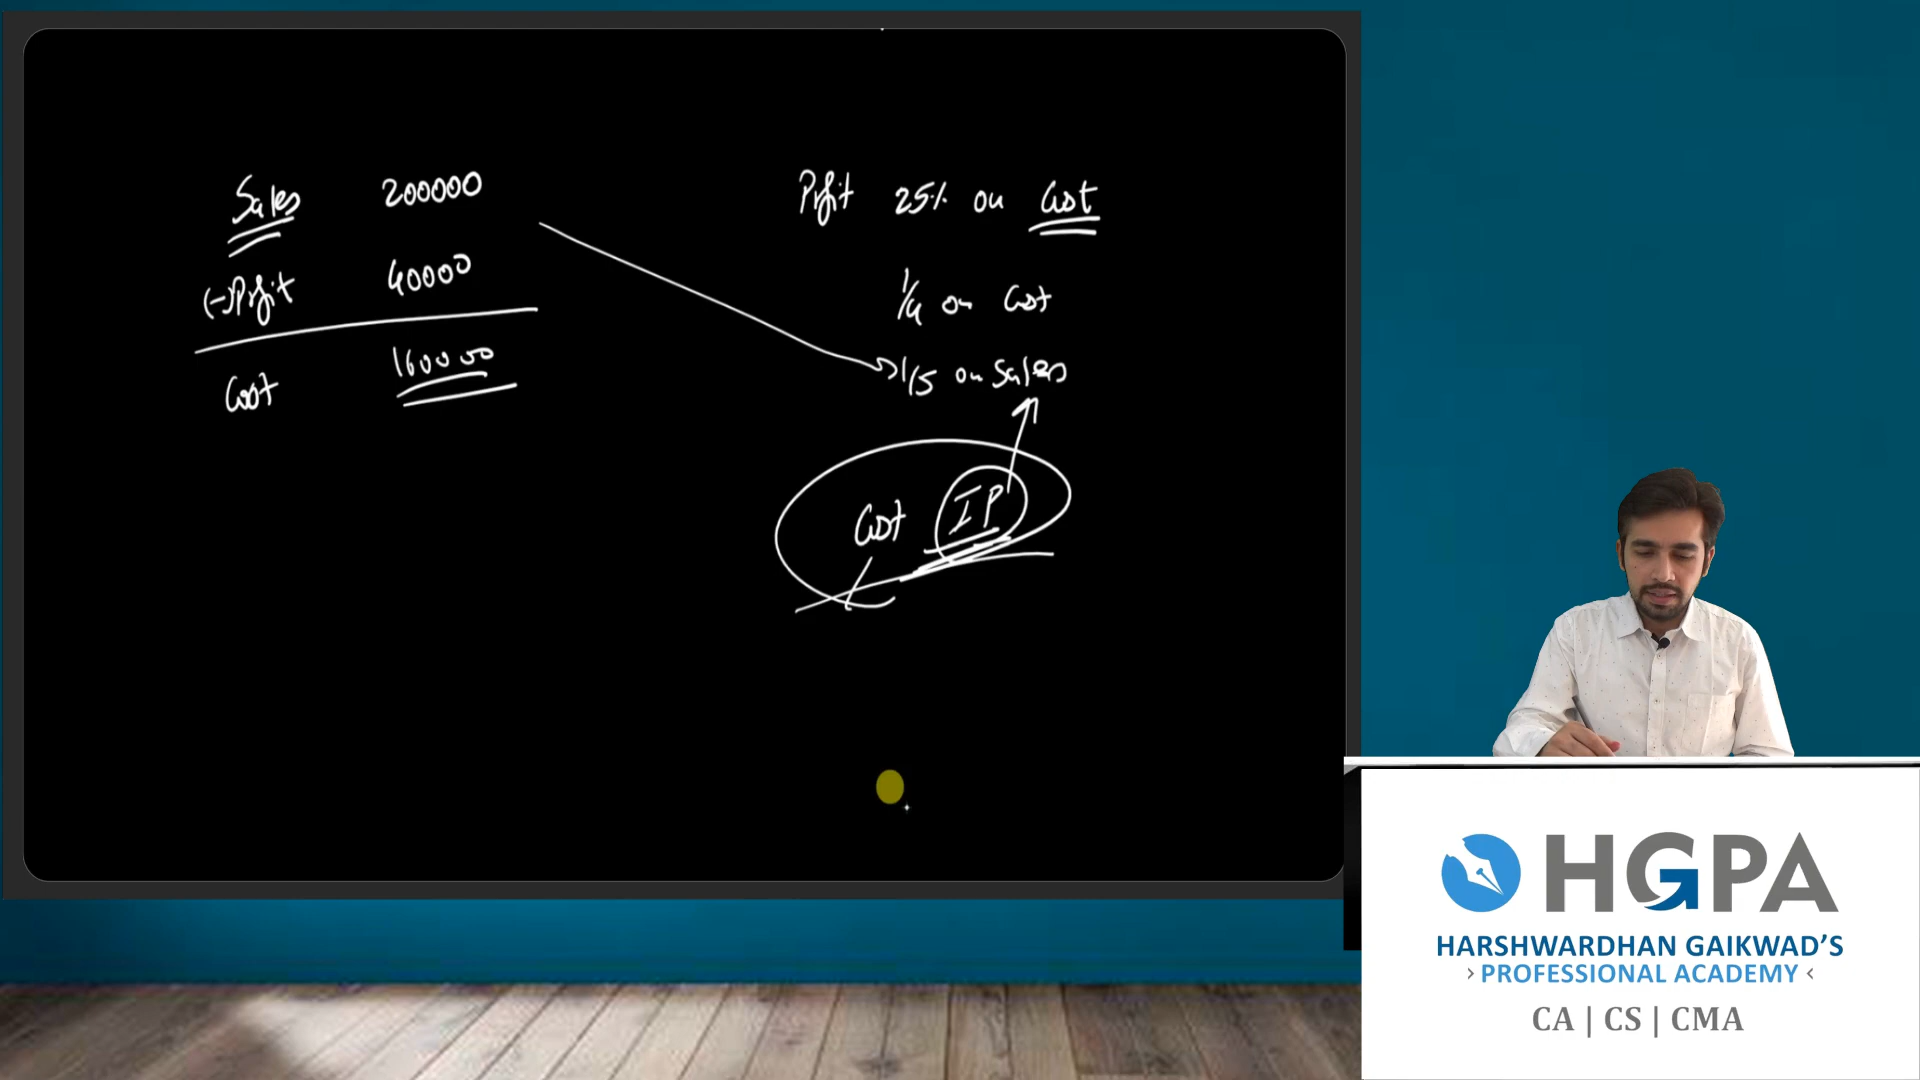 Sales 200000
(-) Profit 40000
Cost 160000
Profit 25% on Cost
1/4 on Cost
1/5 on Sales
Cost IP
HGPA
HARSHWARDHAN GAIKWAD'S
› PROFESSIONAL ACADEMY ‹
CA | CS | CMA